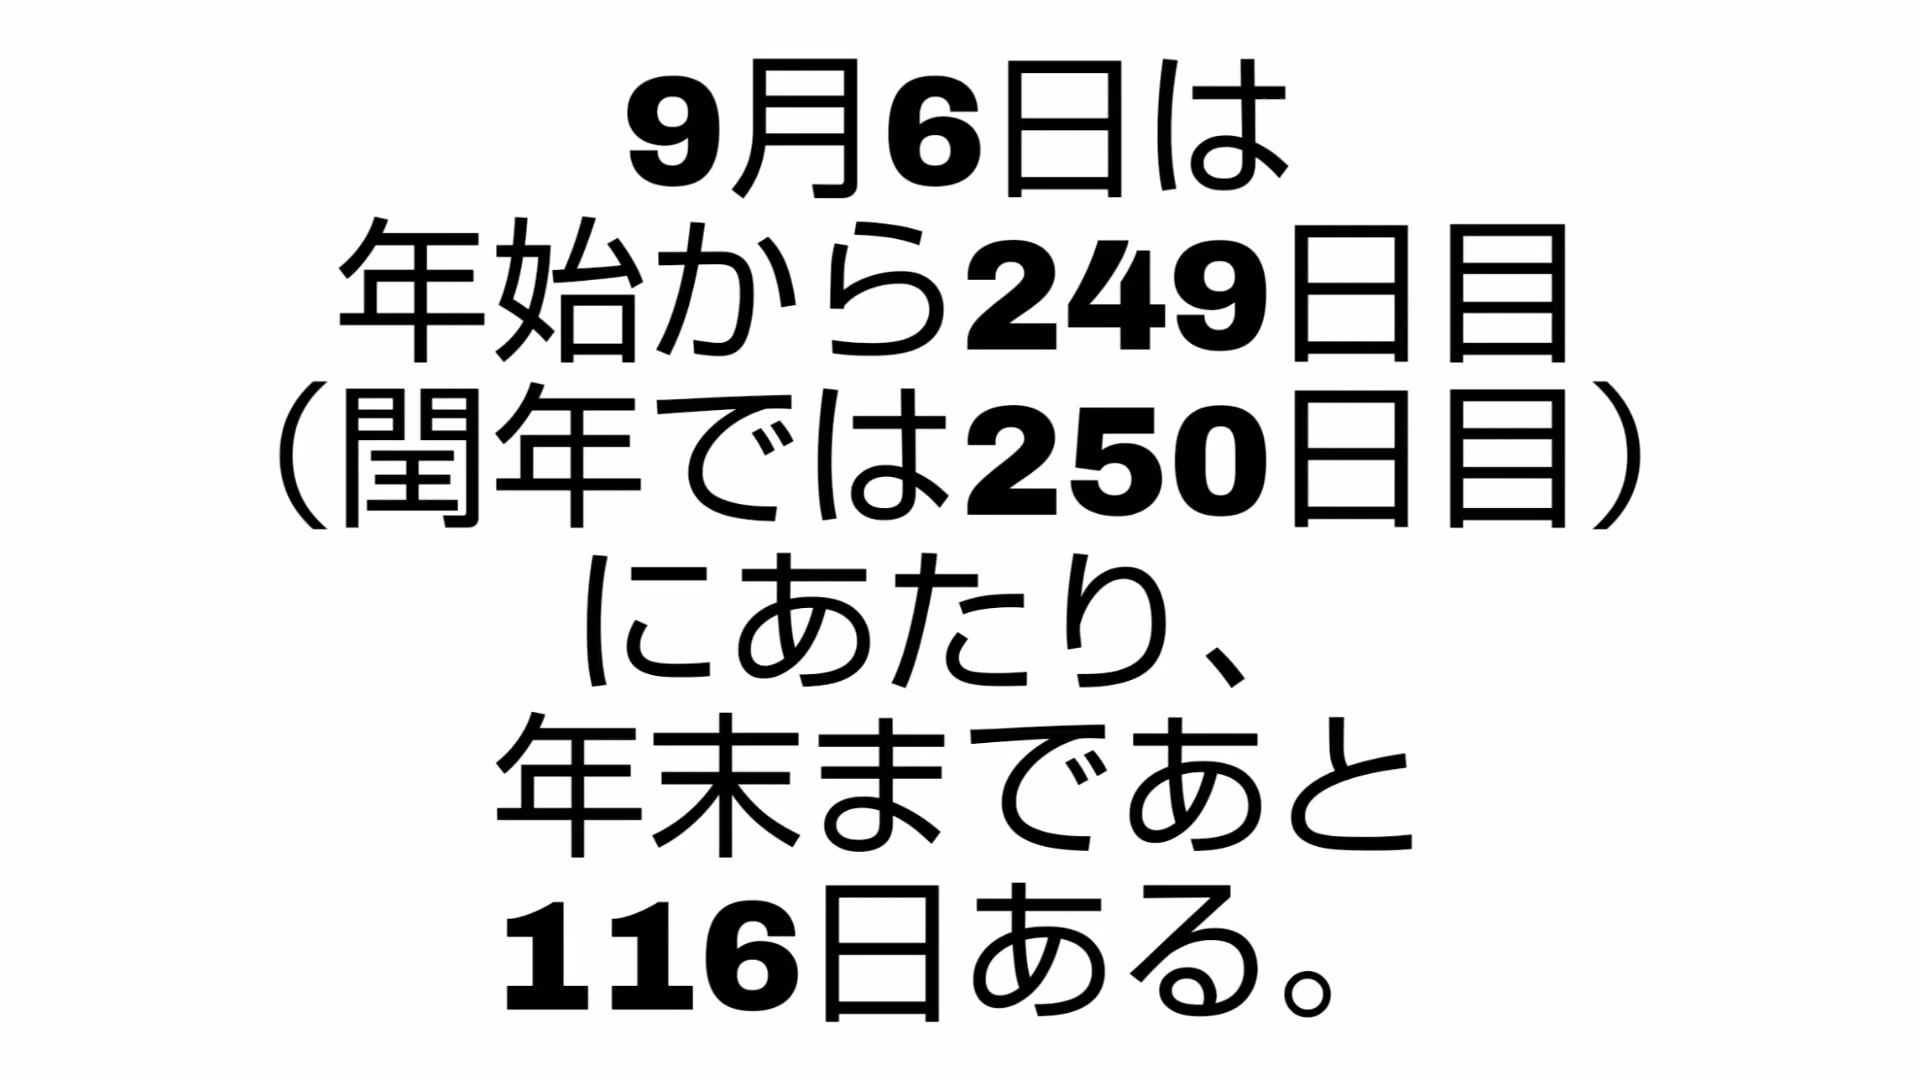 9月6日は
年始から249日目
（閏年では250日目）
にあたり、
年末まであと
116日ある。